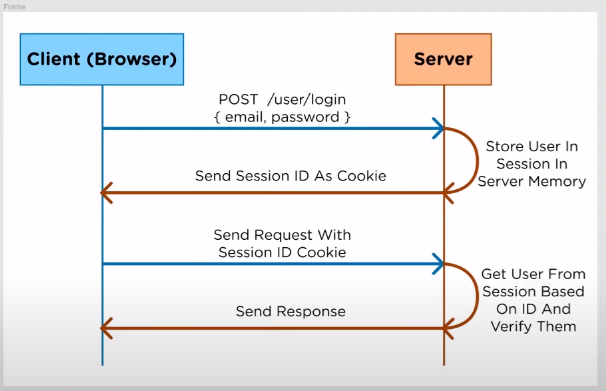 Frame
Client (Browser)
Server
POST /user/login
{ email, password }
Store User In
Session In
Server Memory
Send Session ID As Cookie
Send Request With
Session ID Cookie
Get User From
Session Based
On ID And
Verify Them
Send Response